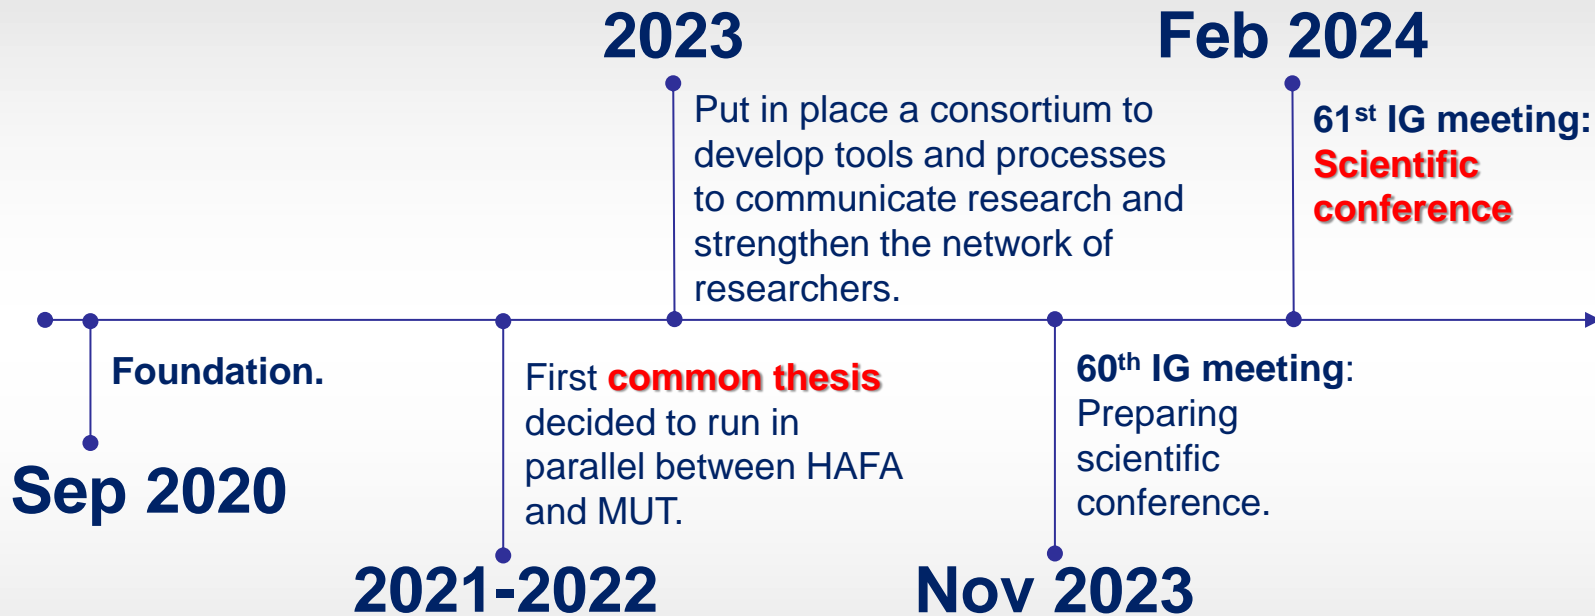 2023
Put in place a consortium to
develop tools and processes
to communicate research and
strengthen the network of
researchers.
Feb 2024
61st IG meeting:
Scientific
conference
Foundation.
Sep 2020
First common thesis
decided to run in
parallel between HAFA
and MUT.
2021-2022
60th IG meeting:
Preparing
scientific
conference.
Nov 2023